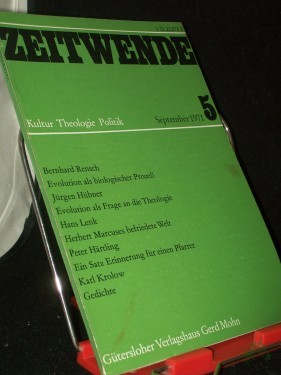 ZEITWENDE
Kultur Theologie Politik
September 1971 5
Bernhard Rensch
Evolution als biologischer Prozeß
Jürgen Hübner
Evolution als Frage an die Theologie
Hans Lenk
Herbert Marcuses befriedete Welt
Peter Härtling
Ein Satz Erinnerung für einen Pfarrer
Karl Krolow
Gedichte
Gütersloher Verlagshaus Gerd Mohn